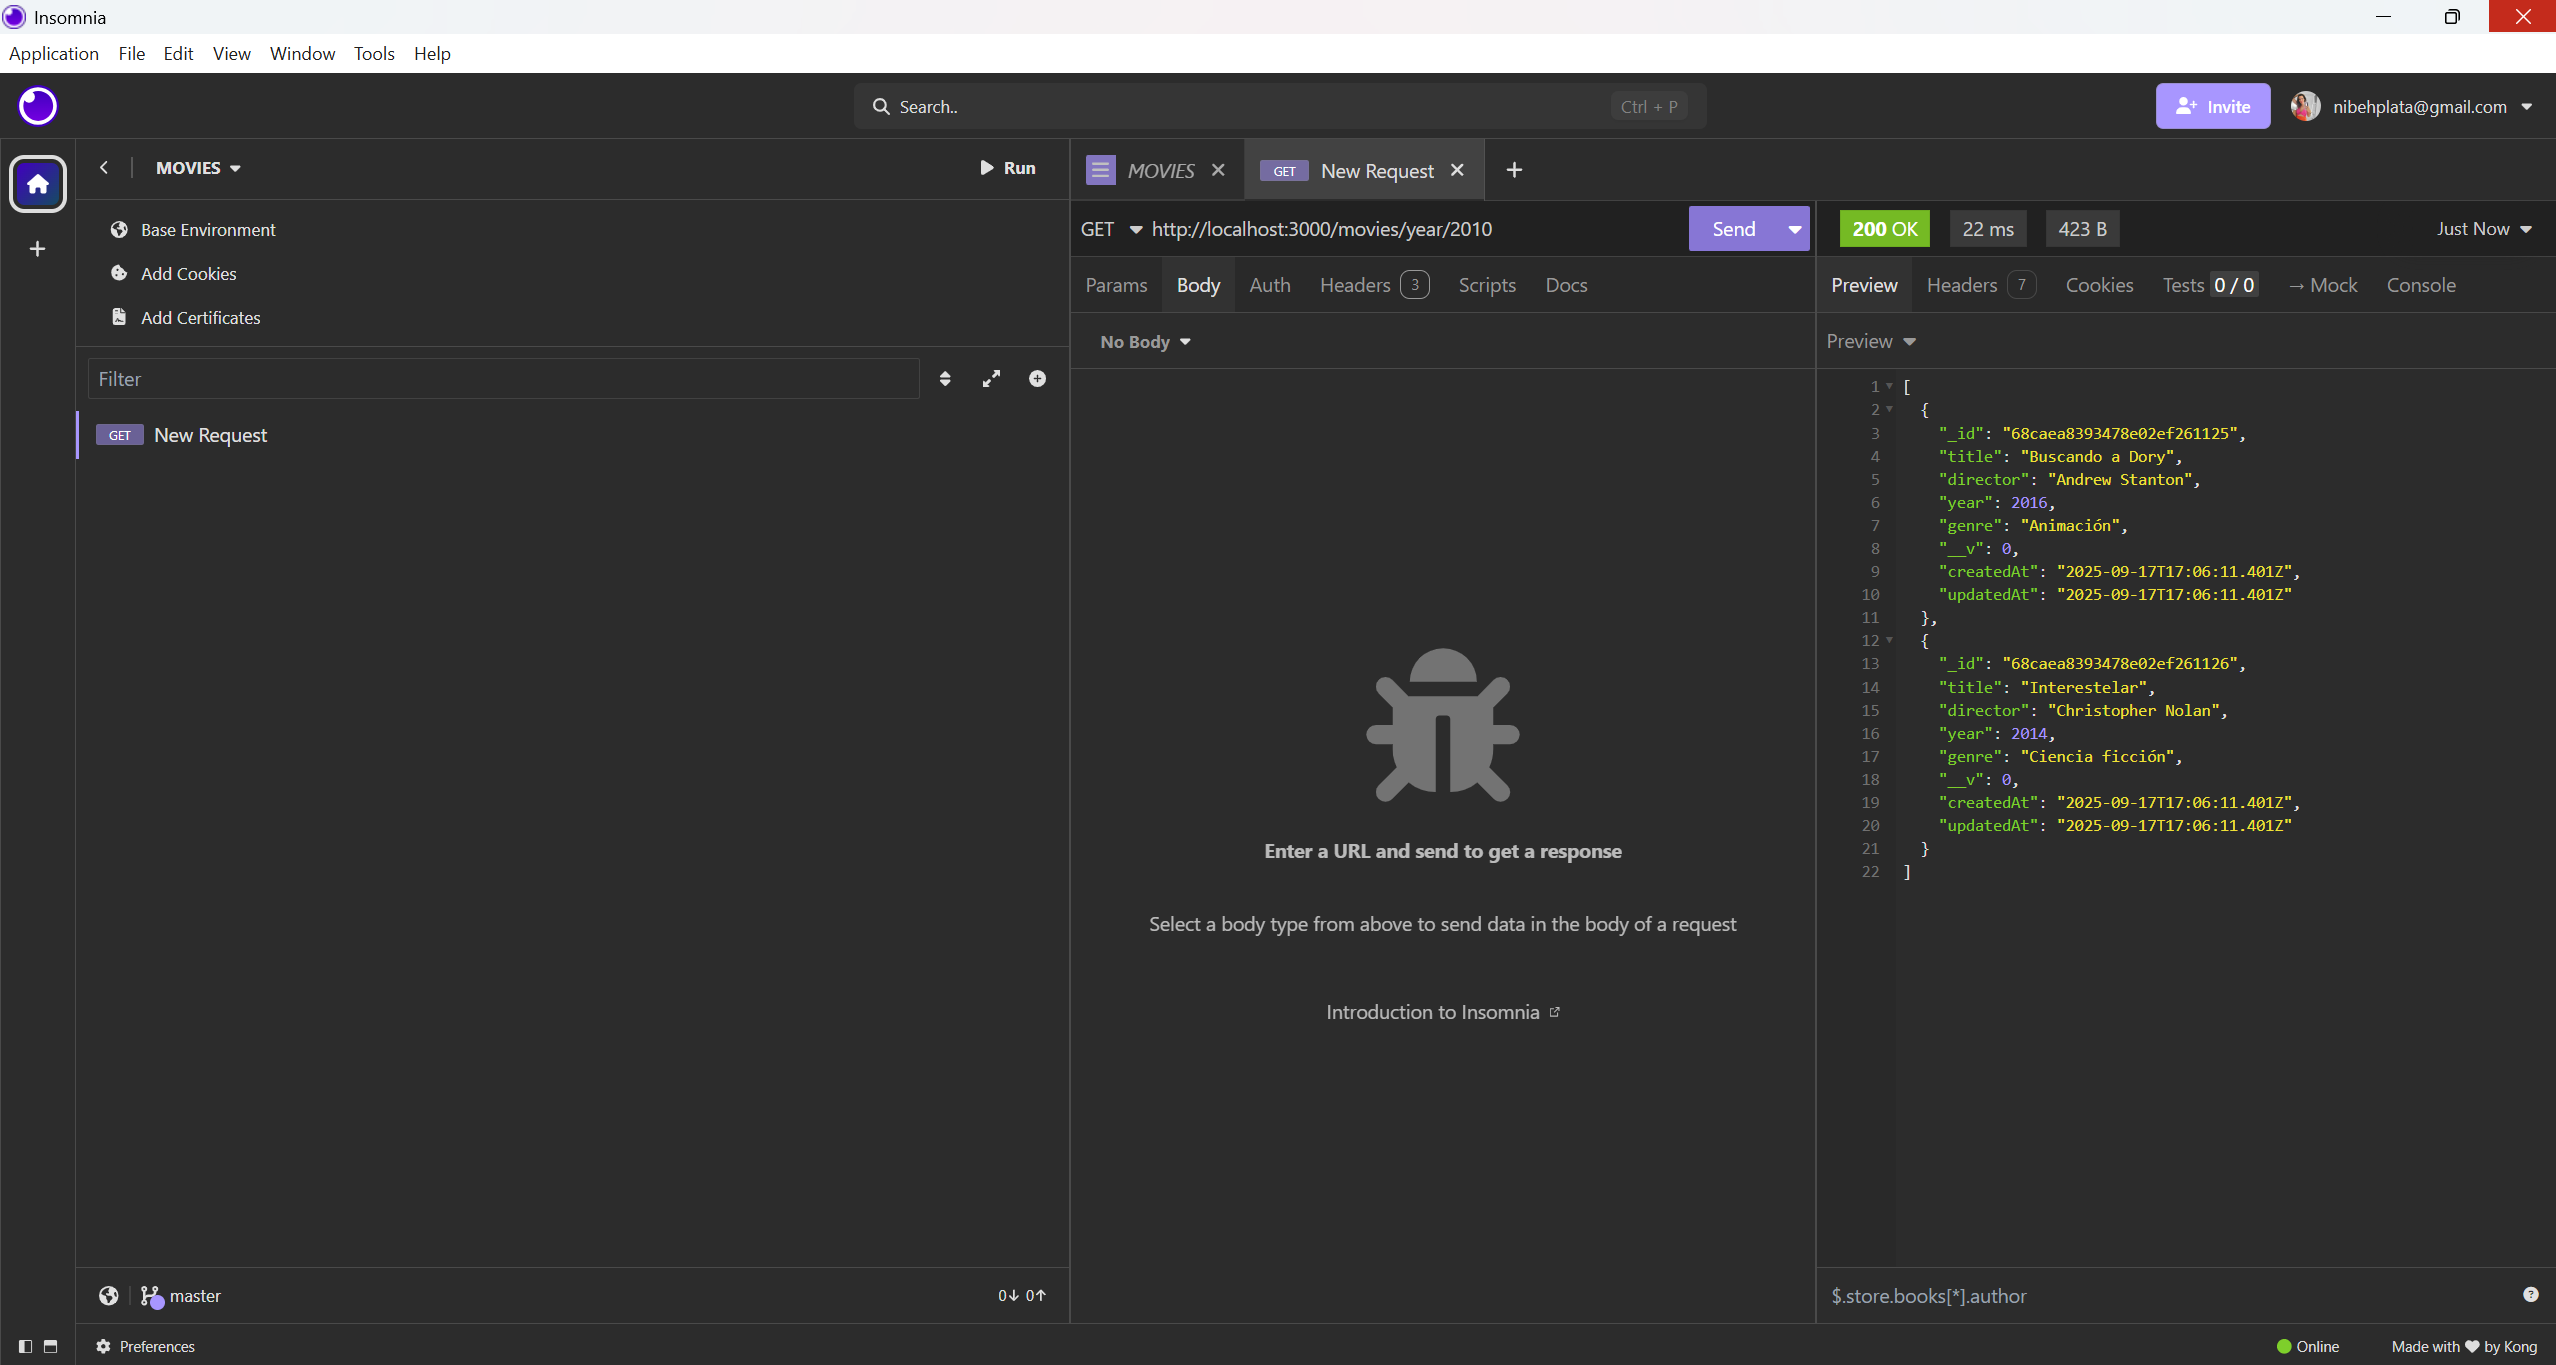 Insomnia
Application File Edit View Window Tools Help
Search.. Ctrl + P
Invite nibehplata@gmail.com
MOVIES Run
MOVIES GET New Request
Base Environment
Add Cookies
Add Certificates
Filter
GET New Request
GET http://localhost:3000/movies/year/2010 Send
200 OK 22 ms 423 B Just Now
Params Body Auth Headers 3 Scripts Docs
Preview Headers 7 Cookies Tests 0 / 0 → Mock Console
No Body
Preview
1 [
2 {
3 "_id": "68caea8393478e02ef261125",
4 "title": "Buscando a Dory",
5 "director": "Andrew Stanton",
6 "year": 2016,
7 "genre": "Animación",
8 "__v": 0,
9 "createdAt": "2025-09-17T17:06:11.401Z",
10 "updatedAt": "2025-09-17T17:06:11.401Z"
11 },
12 {
13 "_id": "68caea8393478e02ef261126",
14 "title": "Interestelar",
15 "director": "Christopher Nolan",
16 "year": 2014,
17 "genre": "Ciencia ficción",
18 "__v": 0,
19 "createdAt": "2025-09-17T17:06:11.401Z",
20 "updatedAt": "2025-09-17T17:06:11.401Z"
21 }
22 ]
Enter a URL and send to get a response
Select a body type from above to send data in the body of a request
Introduction to Insomnia
master 0↓ 0↑
$.store.books[*].author
Preferences
Online Made with ♥ by Kong